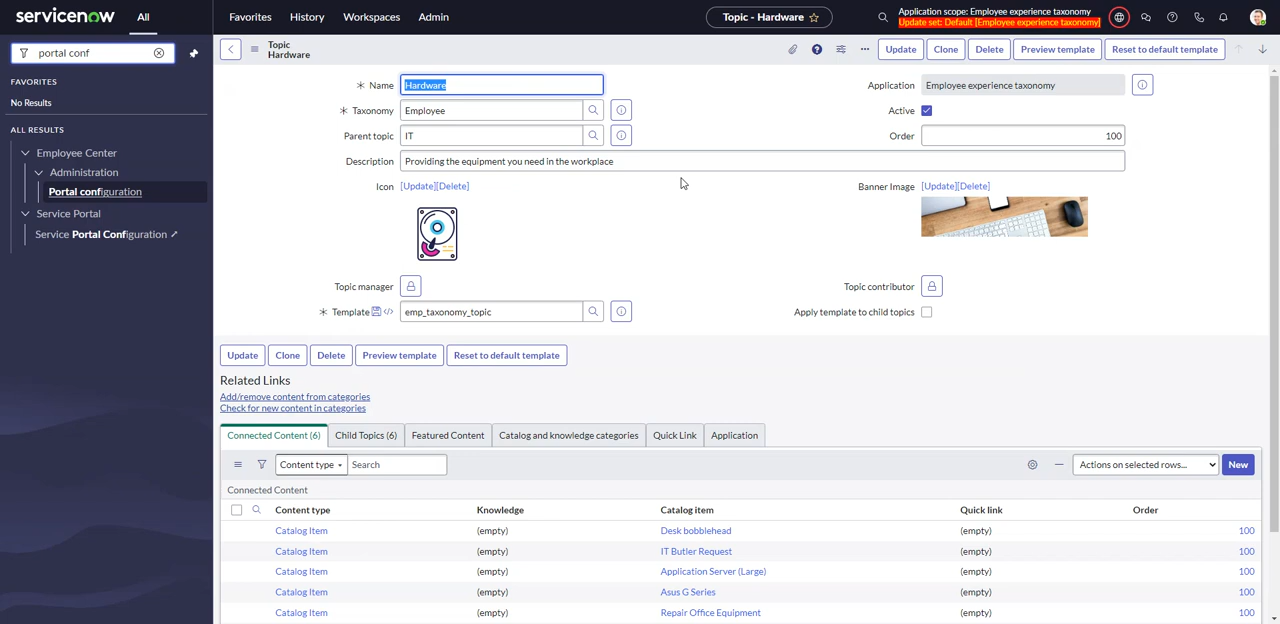 servicenow
All
Favorites
History
Workspaces
Admin
Topic - Hardware
Application scope: Employee experience taxonomy
Update set: Default [Employee experience taxonomy]
portal conf
FAVORITES
No Results
ALL RESULTS
Employee Center
Administration
Portal configuration
Service Portal
Service Portal Configuration
Topic
Hardware
Update
Clone
Delete
Preview template
Reset to default template
Name
Hardware
Application
Employee experience taxonomy
Taxonomy
Employee
Active
Parent topic
IT
Order
100
Description
Providing the equipment you need in the workplace
Icon
[Update][Delete]
Banner Image
[Update][Delete]
Topic manager
Topic contributor
Template
emp_taxonomy_topic
Apply template to child topics
Update
Clone
Delete
Preview template
Reset to default template
Related Links
Add/remove content from categories
Check for new content in categories
Connected Content (6)
Child Topics (6)
Featured Content
Catalog and knowledge categories
Quick Link
Application
Content type
Search
Actions on selected rows...
New
Connected Content
Content type
Knowledge
Catalog item
Quick link
Order
Catalog Item
(empty)
Desk bobblehead
(empty)
100
Catalog Item
(empty)
IT Butler Request
(empty)
100
Catalog Item
(empty)
Application Server (Large)
(empty)
100
Catalog Item
(empty)
Asus G Series
(empty)
100
Catalog Item
(empty)
Repair Office Equipment
(empty)
100